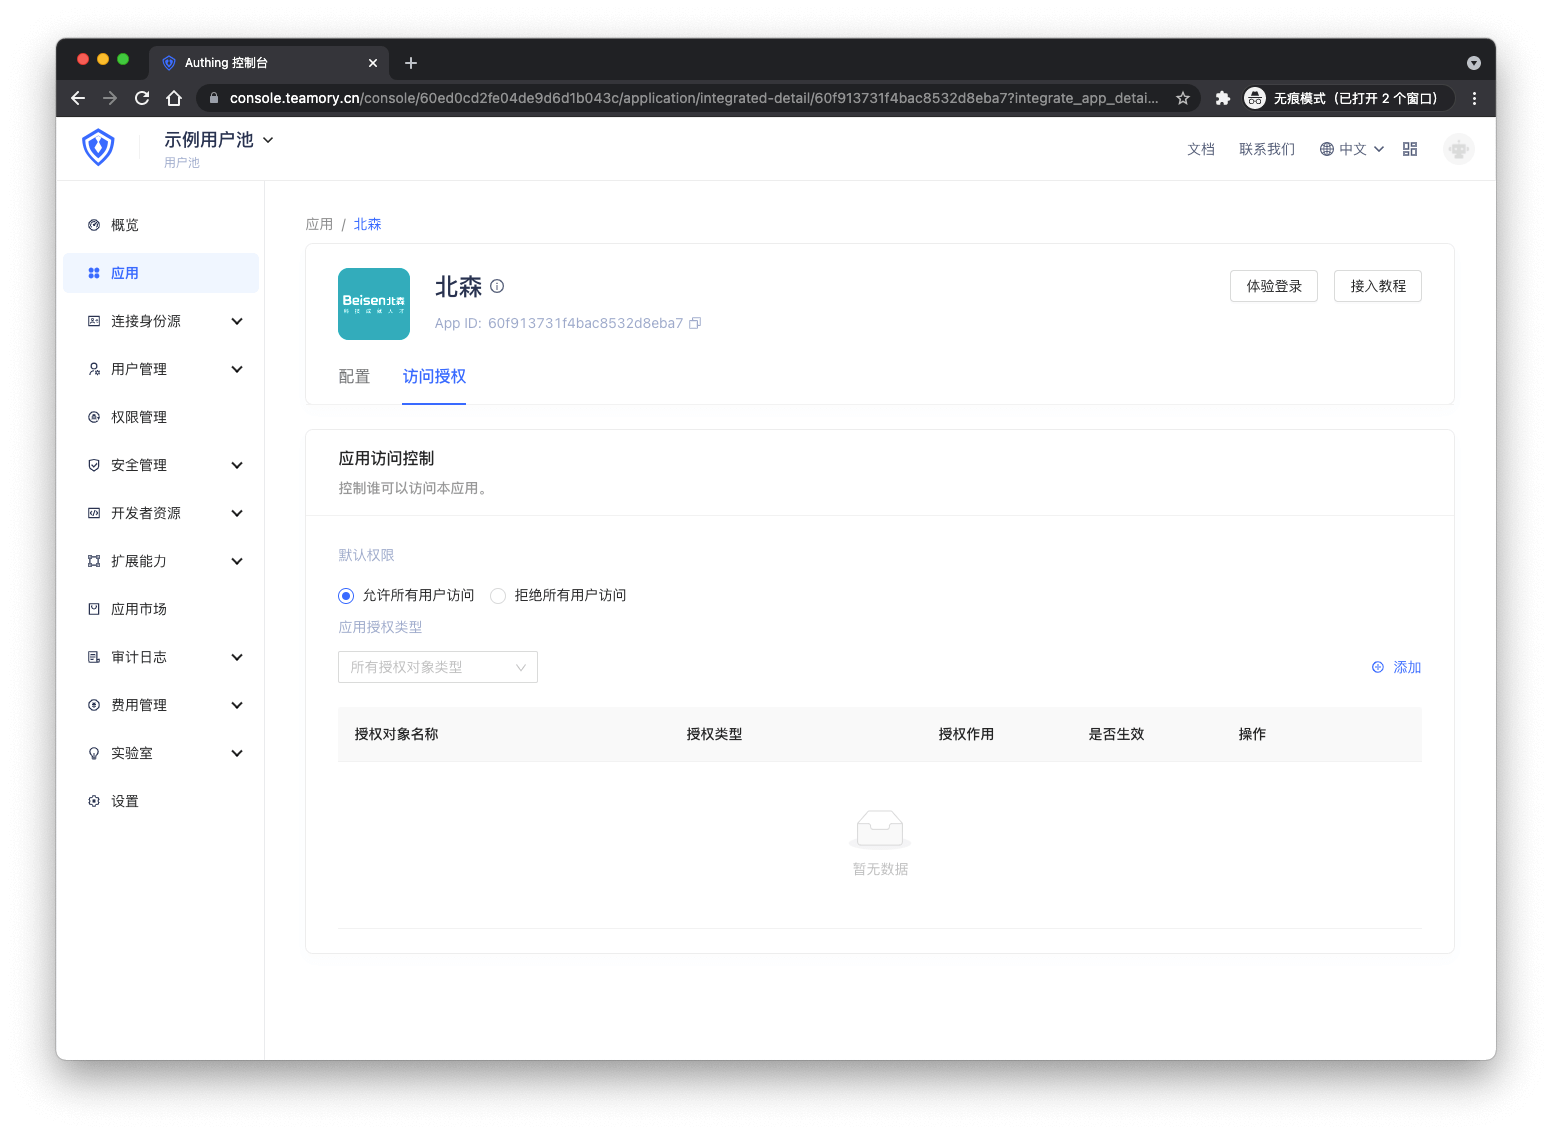 Authing 控制台
console.teamory.cn/console/60ed0cd2fe04de9d6d1b043c/application/integrated-detail/60f913731f4bac8532d8eba7?integrate_app_detai...
无痕模式（已打开 2 个窗口）
示例用户池
用户池
文档
联系我们
中文
概览
应用
连接身份源
用户管理
权限管理
安全管理
开发者资源
扩展能力
应用市场
审计日志
费用管理
实验室
设置
应用 / 北森
Beisen北森
科技成就人才
北森
App ID: 60f913731f4bac8532d8eba7
体验登录
接入教程
配置
访问授权
应用访问控制
控制谁可以访问本应用。
默认权限
允许所有用户访问
拒绝所有用户访问
应用授权类型
所有授权对象类型
添加
授权对象名称 授权类型 授权作用 是否生效 操作
暂无数据